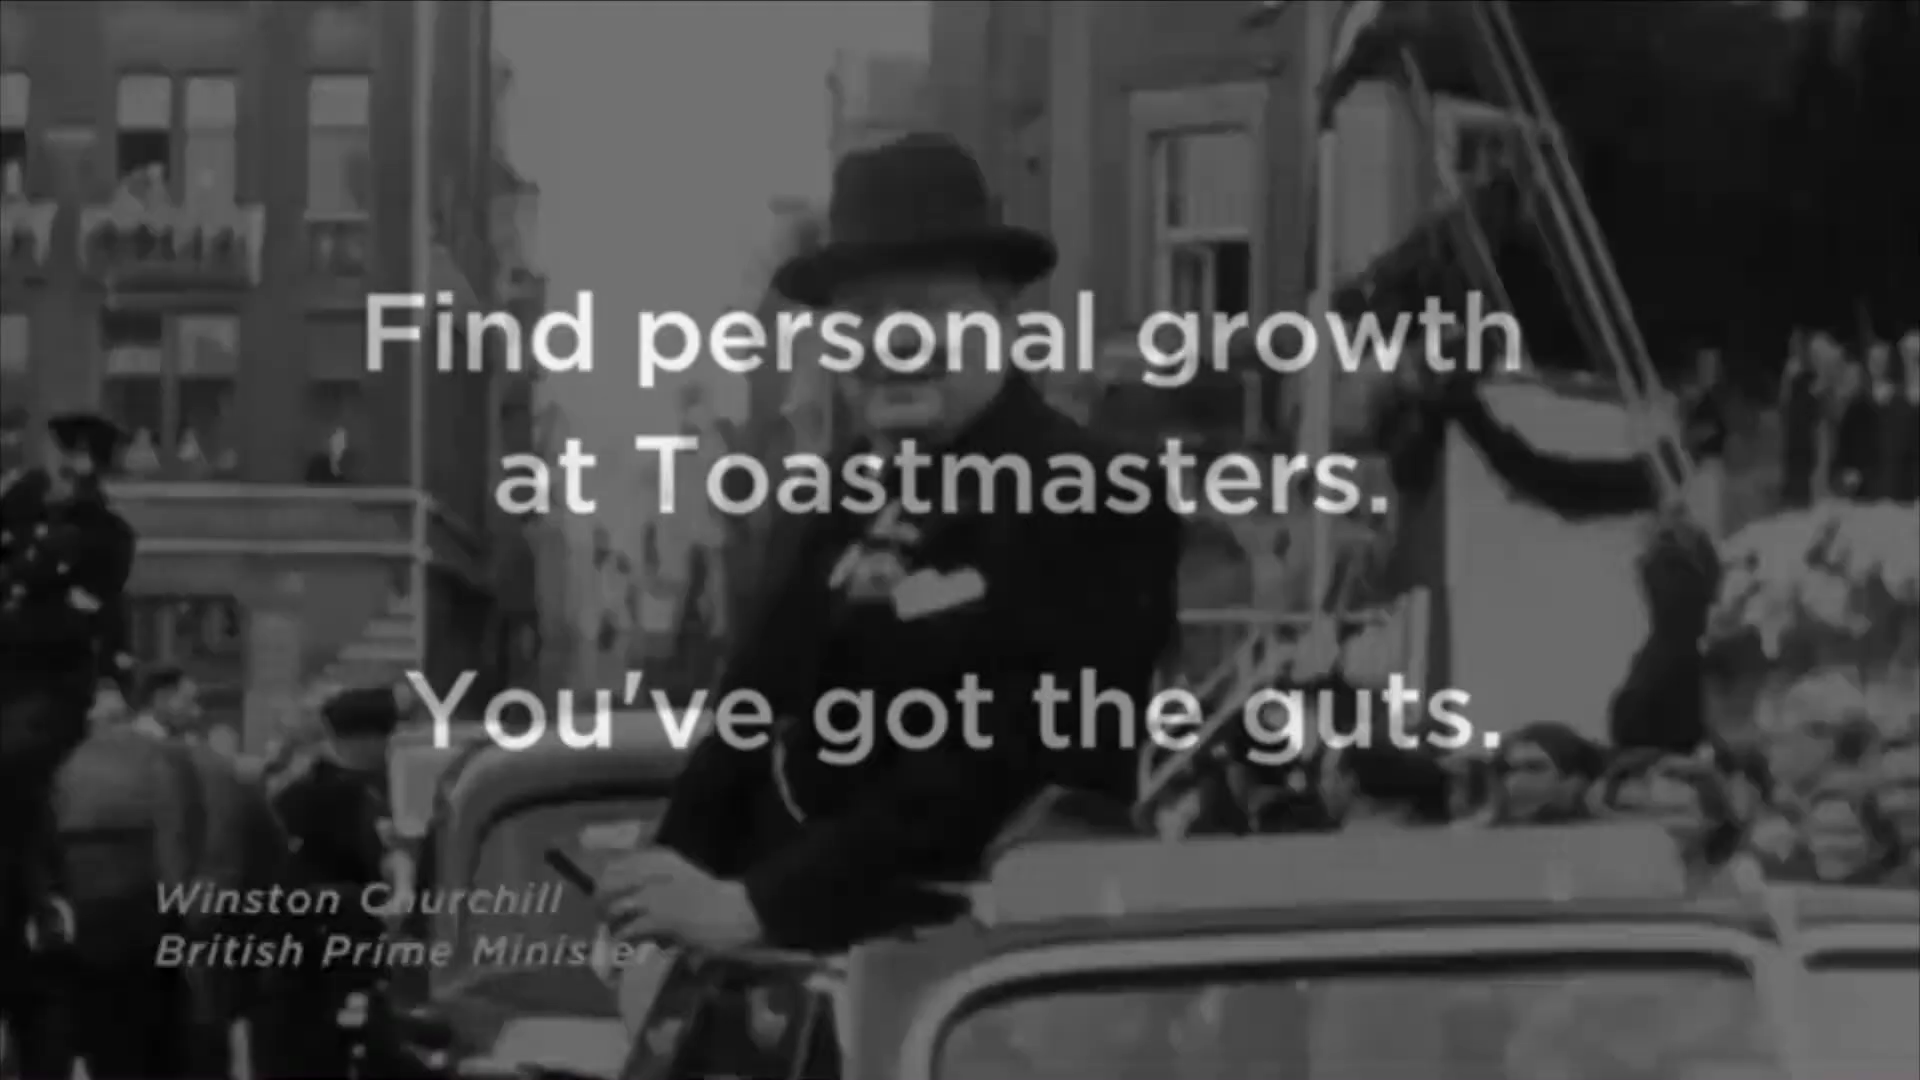 Find personal growth
at Toastmasters.
You've got the guts.
Winston Churchill
British Prime Minister